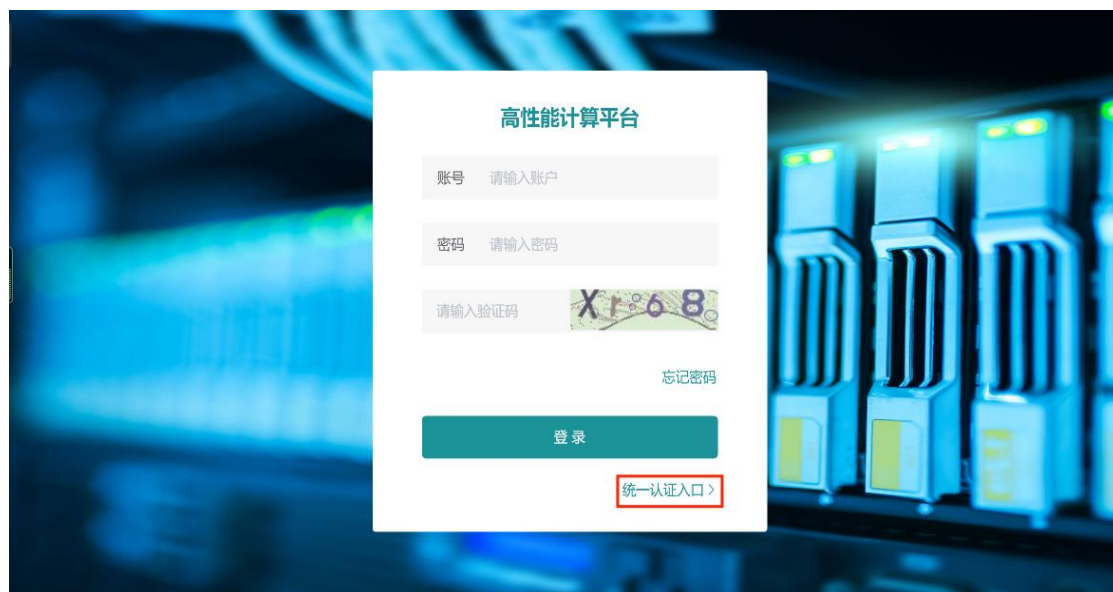 高性能计算平台
账号 请输入账户
密码 请输入密码
请输入验证码 Xr68
忘记密码
登录
统一认证入口 >